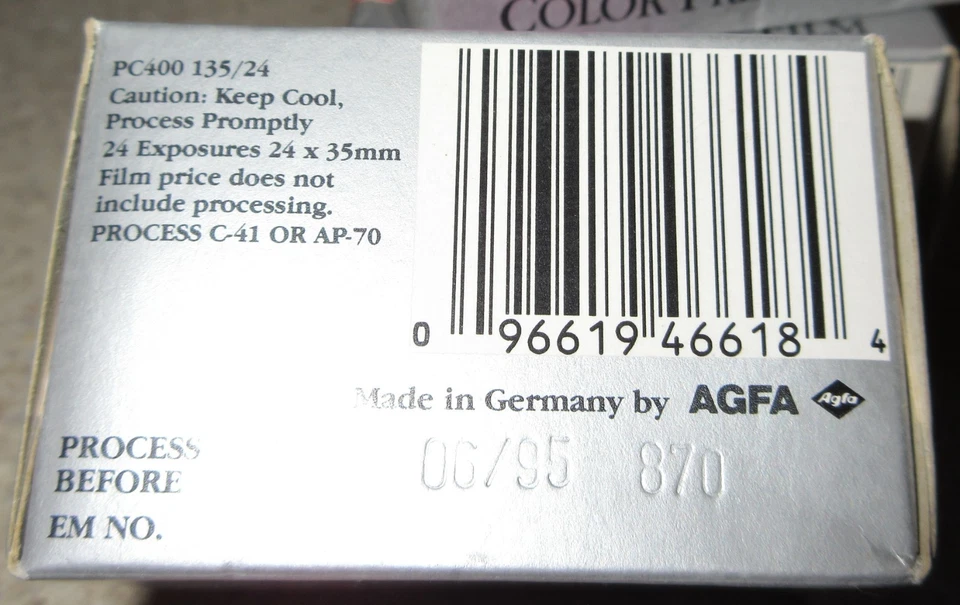 COLOR
FILM
PC400 135/24
Caution: Keep Cool,
Process Promptly
24 Exposures 24 x 35mm
Film price does not
include processing.
PROCESS C-41 OR AP-70
0 96619 46618 4
Made in Germany by AGFA Agfa
PROCESS
BEFORE
06/95 870
EM NO.